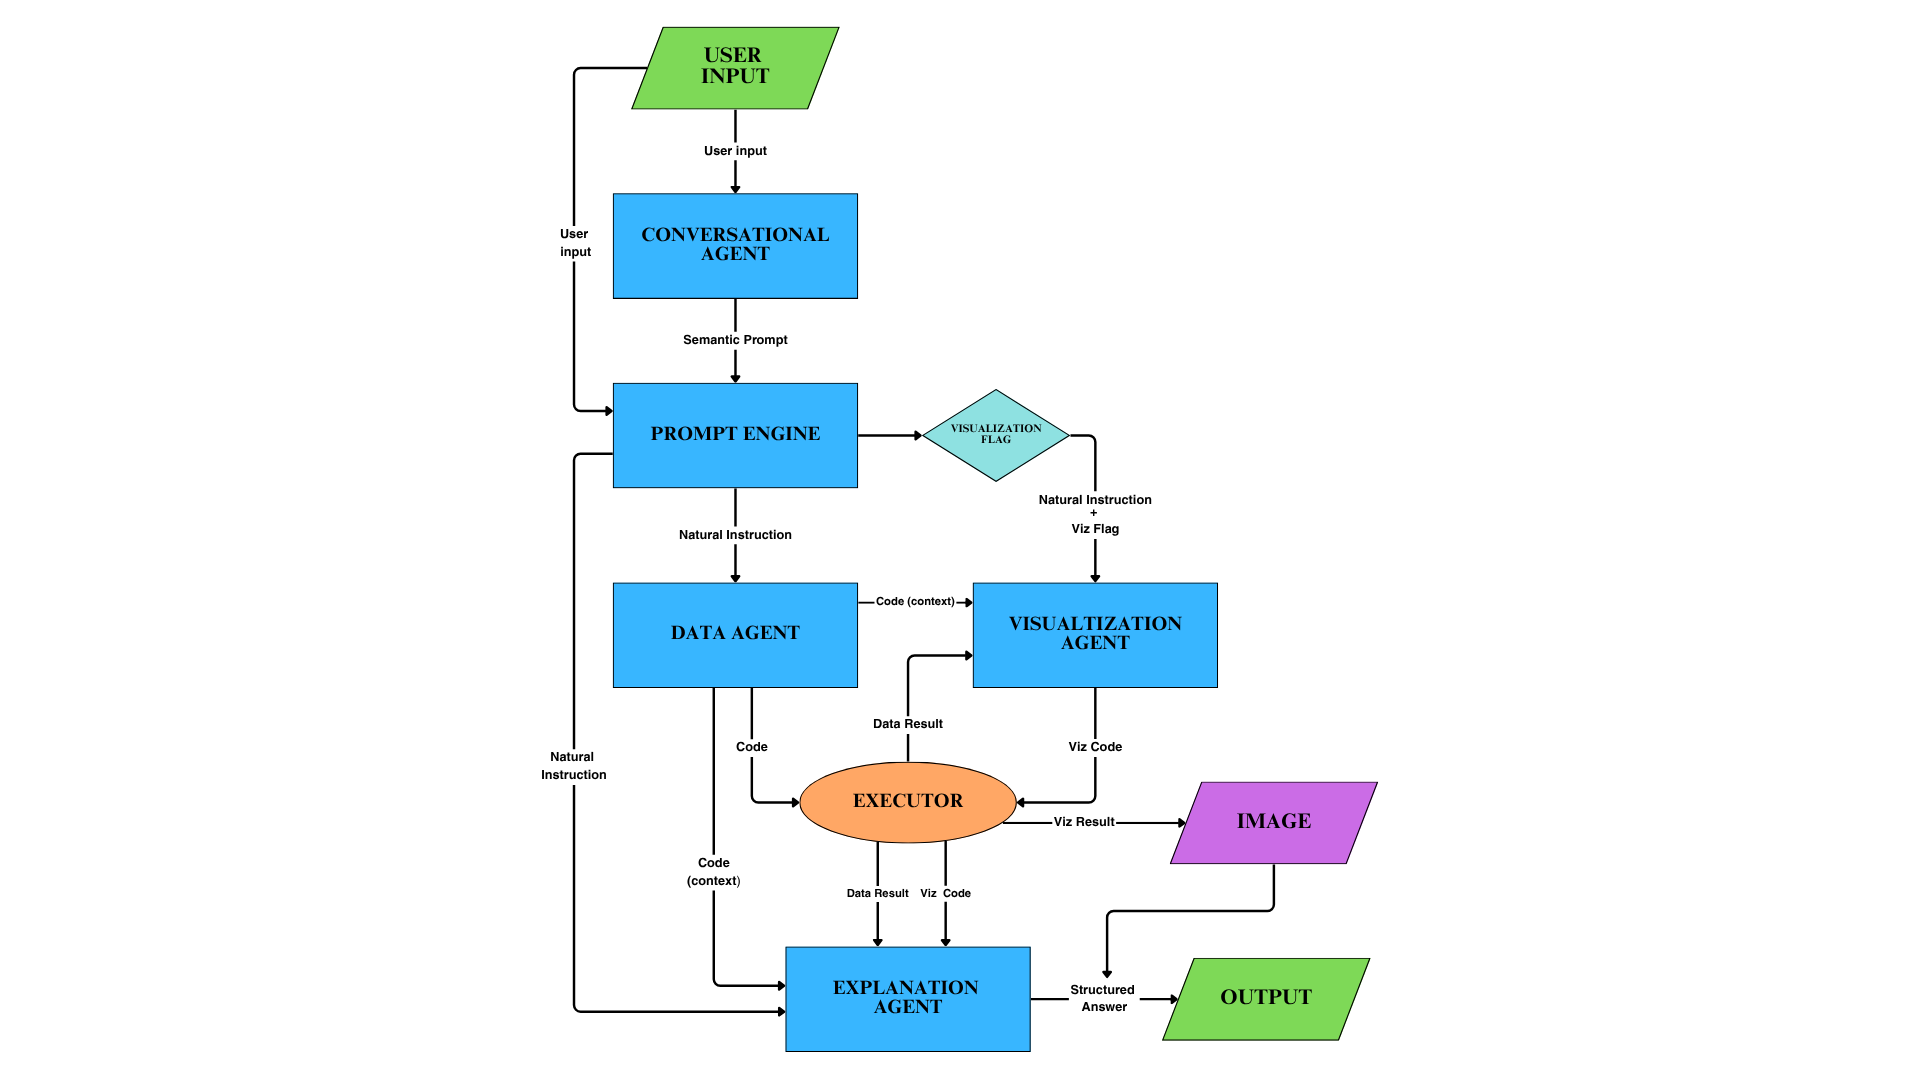 USER
INPUT
User input
User
input
CONVERSATIONAL
AGENT
Semantic Prompt
PROMPT ENGINE
VISUALIZATION
FLAG
Natural Instruction
+
Viz Flag
Natural Instruction
DATA AGENT
Code (context)
VISUALTIZATION
AGENT
Data Result
Code
Viz Code
Natural
Instruction
EXECUTOR
Viz Result
IMAGE
Code
(context)
Data Result
Viz Code
EXPLANATION
AGENT
Structured
Answer
OUTPUT